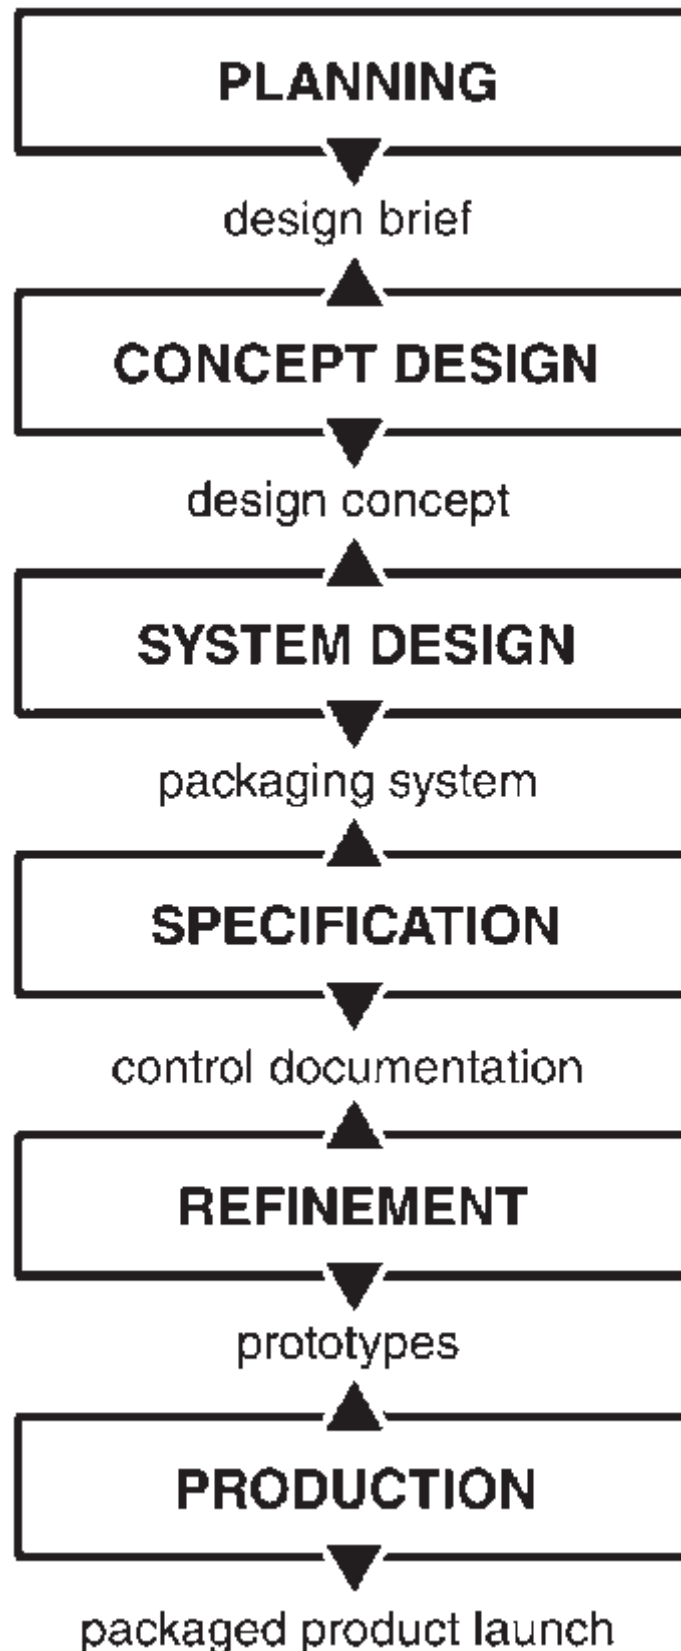 PLANNING
design brief
CONCEPT DESIGN
design concept
SYSTEM DESIGN
packaging system
SPECIFICATION
control documentation
REFINEMENT
prototypes
PRODUCTION
packaged product launch